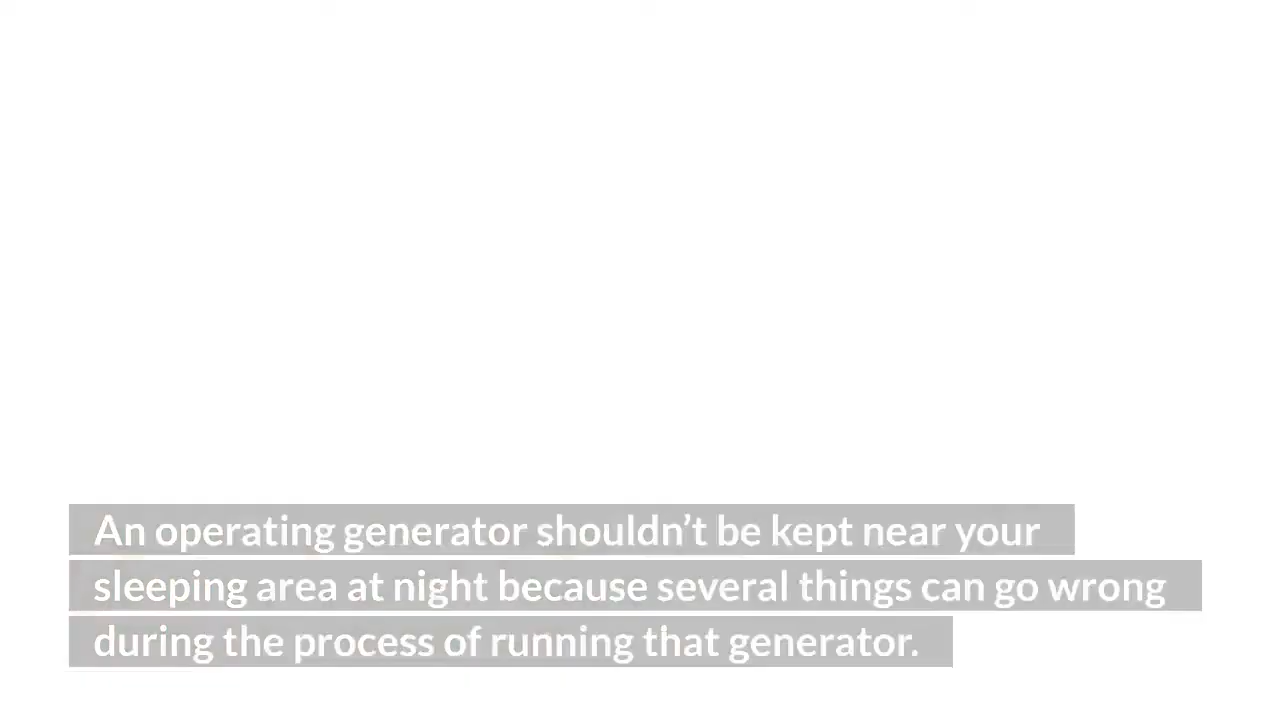 An operating generator shouldn’t be kept near your
sleeping area at night because several things can go wrong
during the process of running that generator.